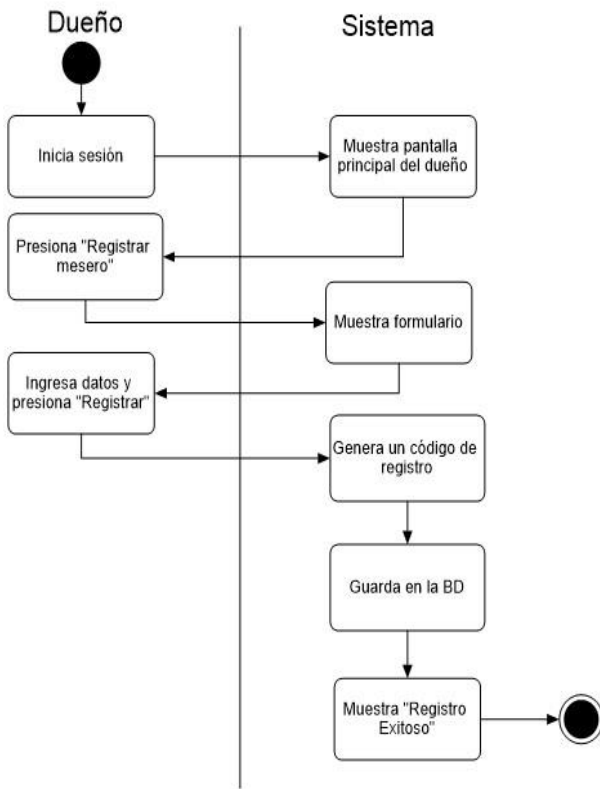 Dueño
Sistema
Inicia sesión
Muestra pantalla
principal del dueño
Presiona "Registrar
mesero"
Muestra formulario
Ingresa datos y
presiona "Registrar"
Genera un código de
registro
Guarda en la BD
Muestra "Registro
Exitoso"